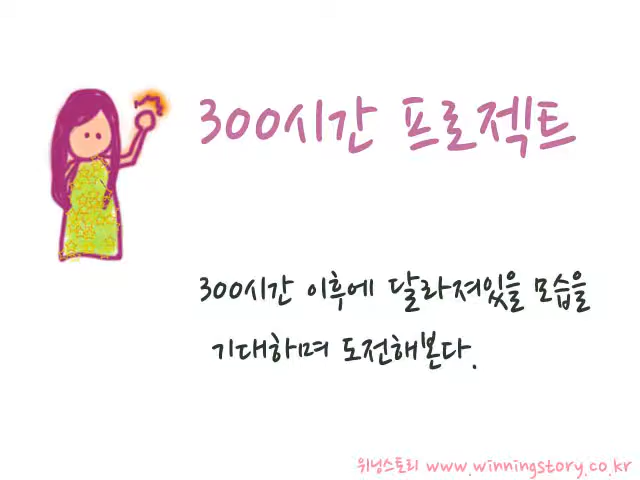 300시간 프로젝트
300시간 이후에 달라져있을 모습을
기대하며 도전해본다.
위닝스토리 www.winningstory.co.kr